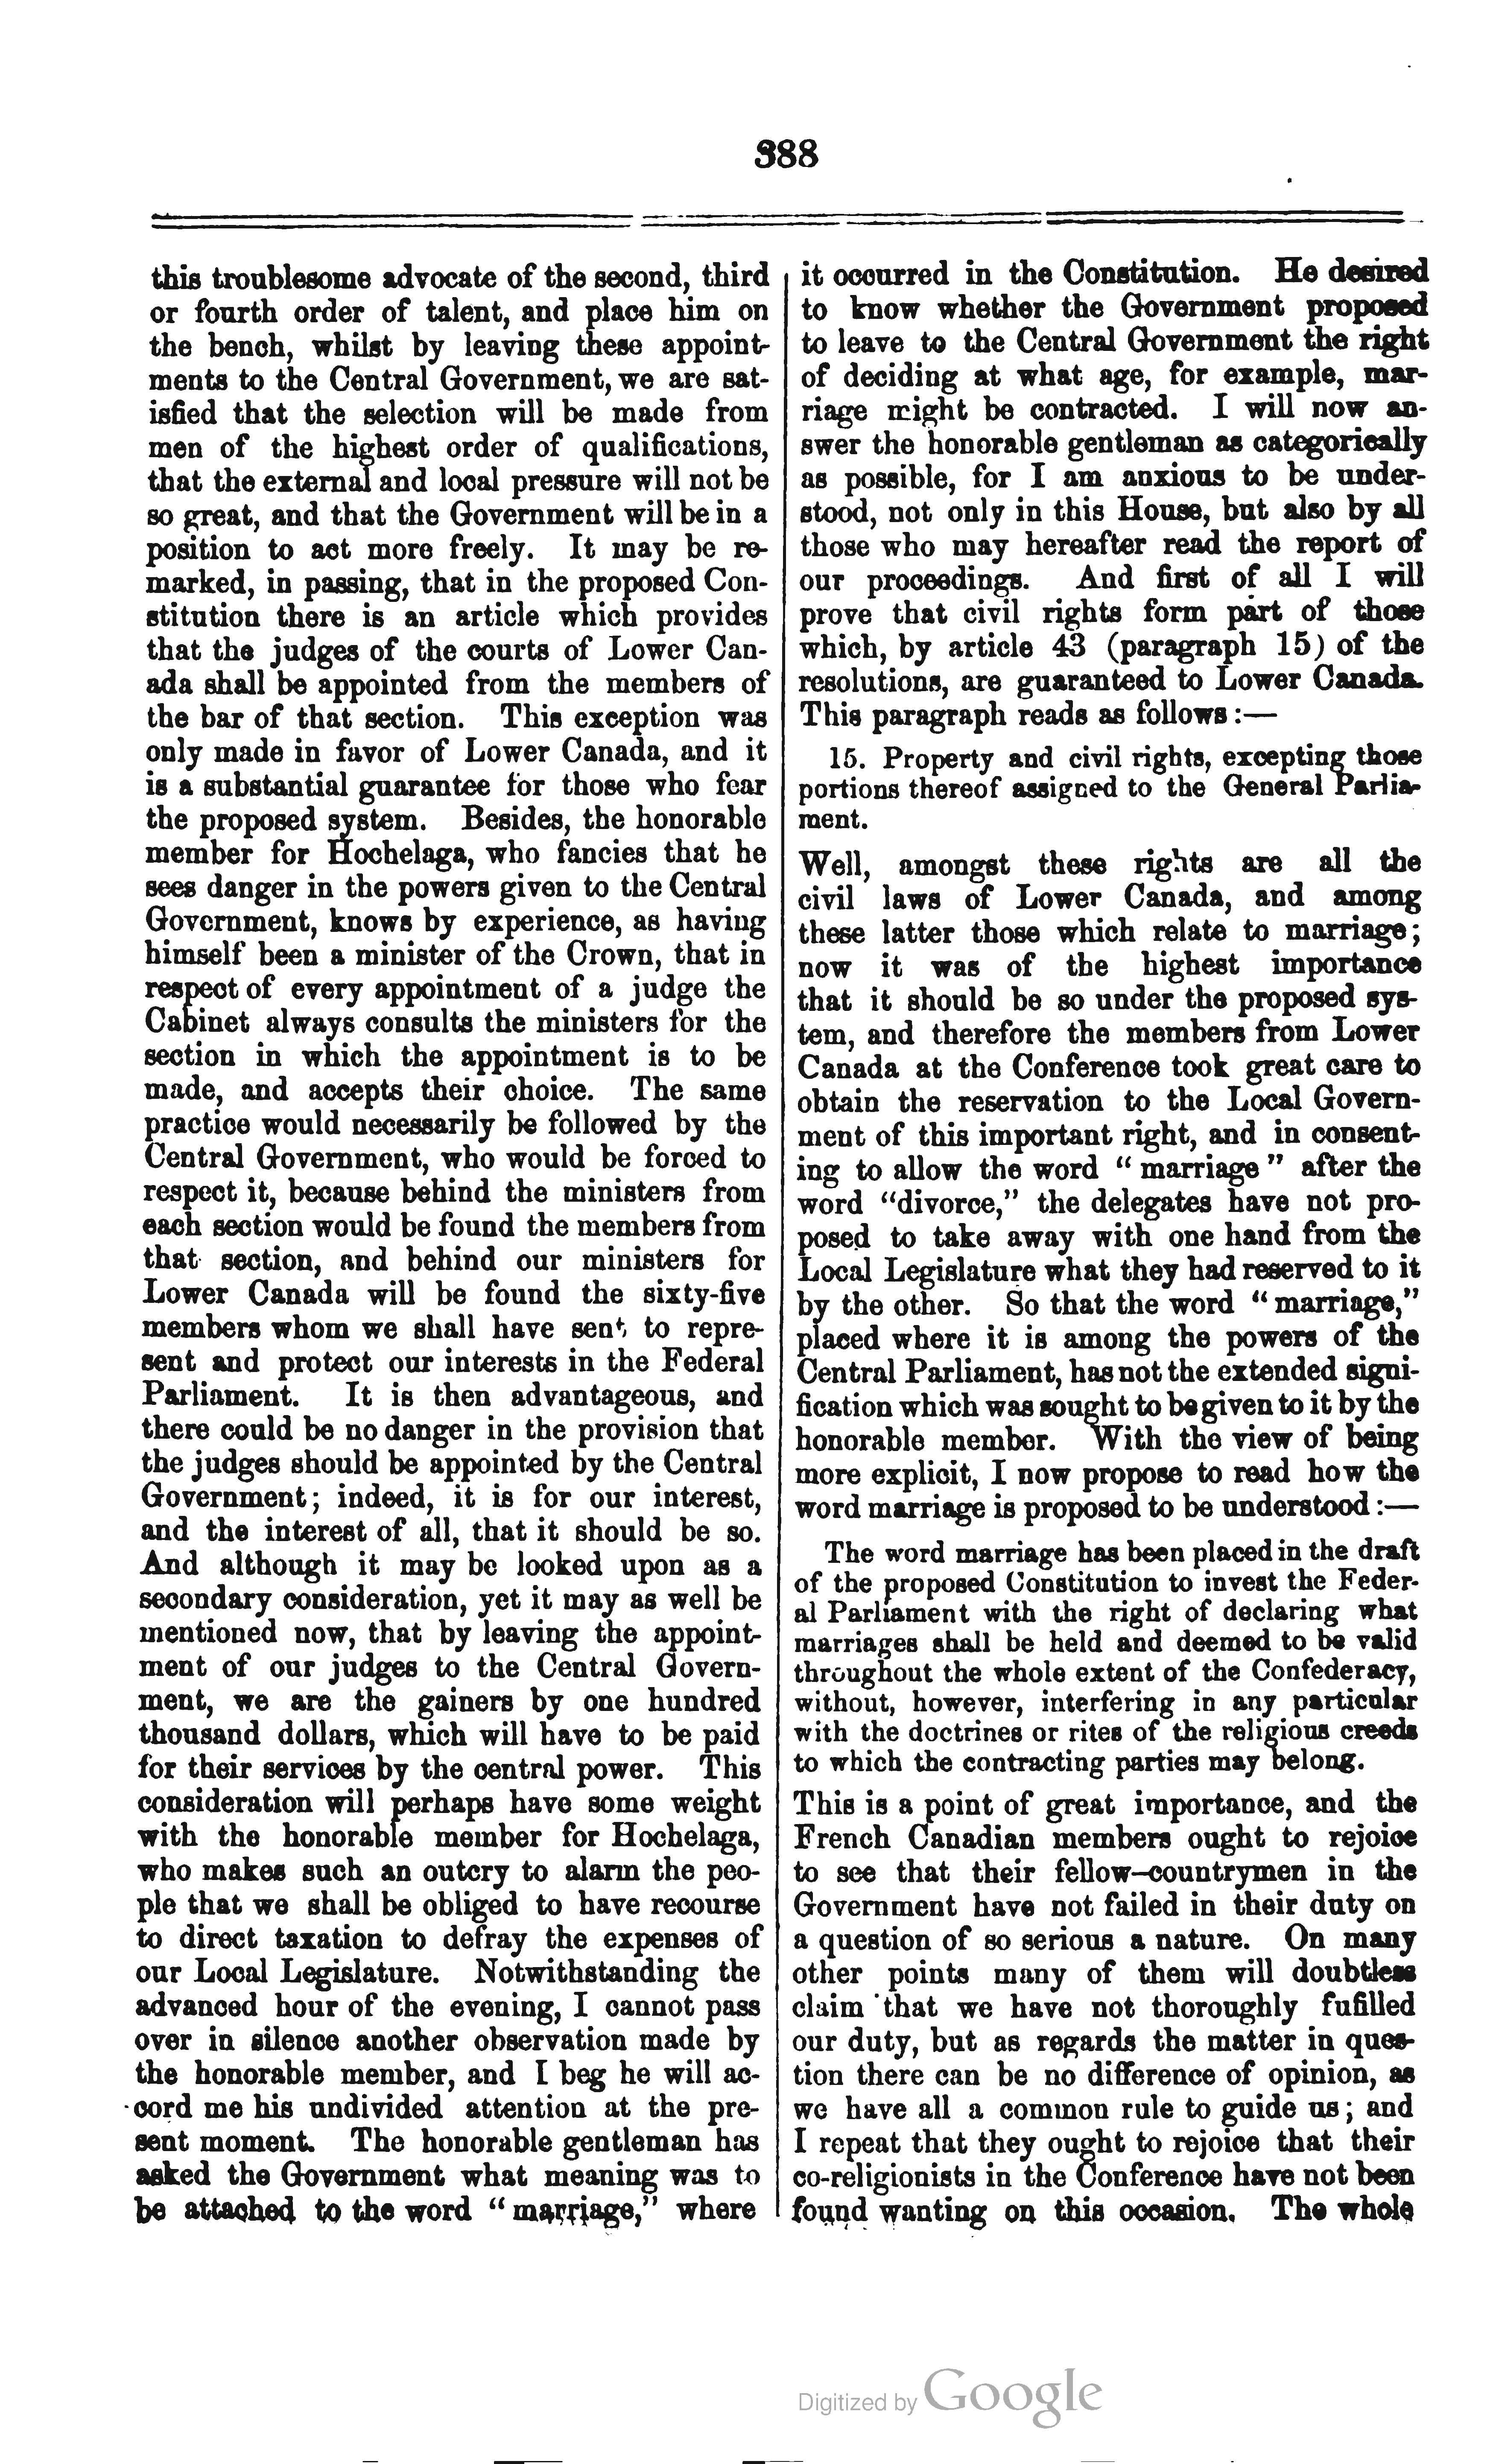 388
this troublesome advocate of the second, third
or fourth order of talent, and place him on
the bench, whilst by leaving these appoint-
ments to the Central Government, we are sat-
isfied that the selection will be made from
men of the highest order of qualifications,
that the external and local pressure will not be
so great, and that the Government will be in a
position to act more freely. It may be re-
marked, in passing, that in the proposed Con-
stitution there is an article which provides
that the judges of the courts of Lower Can-
ada shall be appointed from the members of
the bar of that section. This exception was
only made in favor of Lower Canada, and it
is a substantial guarantee for those who fear
the proposed system. Besides, the honorable
member for Hochelaga, who fancies that he
sees danger in the powers given to the Central
Government, knows by experience, as having
himself been a minister of the Crown, that in
respect of every appointment of a judge the
Cabinet always consults the ministers for the
section in which the appointment is to be
made, and accepts their choice. The same
practice would necessarily be followed by the
Central Government, who would be forced to
respect it, because behind the ministers from
each section would be found the members from
that section, and behind our ministers for
Lower Canada will be found the sixty-five
members whom we shall have sent to repre-
sent and protect our interests in the Federal
Parliament. It is then advantageous, and
there could be no danger in the provision that
the judges should be appointed by the Central
Government; indeed, it is for our interest,
and the interest of all, that it should be so.
And although it may be looked upon as a
secondary consideration, yet it may as well be
mentioned now, that by leaving the appoint-
ment of our judges to the Central Govern-
ment, we are the gainers by one hundred
thousand dollars, which will have to be paid
for their services by the central power. This
consideration will perhaps have some weight
with the honorable member for Hochelaga,
who makes such an outcry to alarm the peo-
ple that we shall be obliged to have recourse
to direct taxation to defray the expenses of
our Local Legislature. Notwithstanding the
advanced hour of the evening, I cannot pass
over in silence another observation made by
the honorable member, and I beg he will ac-
cord me his undivided attention at the pre-
sent moment. The honorable gentleman has
asked the Government what meaning was to
be attached to the word "marriage," where
it occurred in the Constitution. He desired
to know whether the Government proposed
to leave to the Central Government the right
of deciding at what age, for example, mar-
riage might be contracted. I will now an-
swer the honorable gentleman as categorically
as possible, for I am anxious to be under-
stood, not only in this House, but also by all
those who may hereafter read the report of
our proceedings. And first of all I will
prove that civil rights form part of those
which, by article 43 (paragraph 15) of the
resolutions, are guaranteed to Lower Canada.
This paragraph reads as follows:—
15. Property and civil rights, excepting those
portions thereof assigned to the General Parlia-
ment.
Well, amongst these rights are all the
civil laws of Lower Canada, and among
these latter those which relate to marriage;
now it was of the highest importance
that it should be so under the proposed sys-
tem, and therefore the members from Lower
Canada at the Conference took great care to
obtain the reservation to the Local Govern-
ment of this important right, and in consent-
ing to allow the word "marriage" after the
word "divorce," the delegates have not pro-
posed to take away with one hand from the
Local Legislature what they had reserved to it
by the other. So that the word "marriage,"
placed where it is among the powers of the
Central Parliament, has not the extended signi-
fication which was sought to be given to it by the
honorable member. With the view of being
more explicit, I now propose to read how the
word marriage is proposed to be understood:—
The word marriage has been placed in the draft
of the proposed Constitution to invest the Feder-
al Parliament with the right of declaring what
marriages shall be held and deemed to be valid
throughout the whole extent of the Confederacy,
without, however, interfering in any particular
with the doctrines or rites of the religious creeds
to which the contracting parties may belong.
This is a point of great importance, and the
French Canadian members ought to rejoice
to see that their fellow-countrymen in the
Government have not failed in their duty on
a question of so serious a nature. On many
other points many of them will doubtless
claim that we have not thoroughly fufilled
our duty, but as regards the matter in ques-
tion there can be no difference of opinion, as
we have all a common rule to guide us; and
I repeat that they ought to rejoice that their
co-religionists in the Conference have not been
found wanting on this occasion. The whole
Digitized by Google